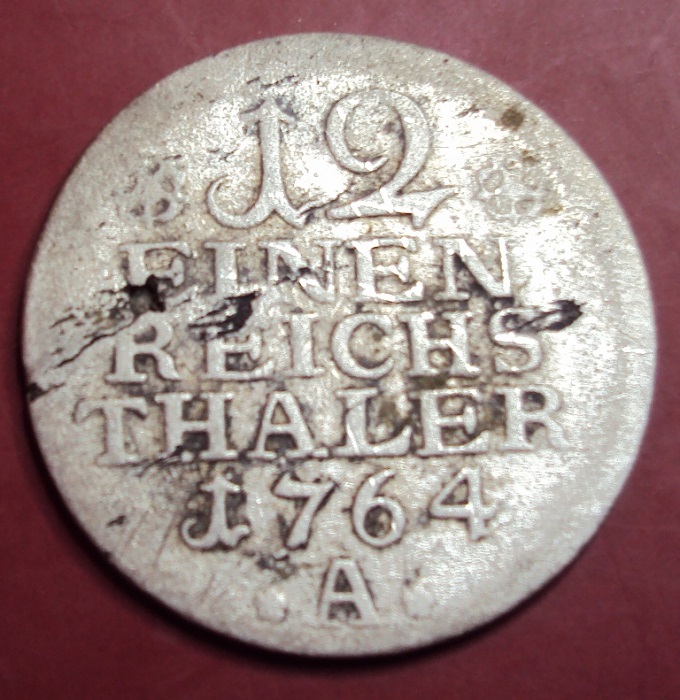 12
EINEN
REICHS
THALER
1764
A